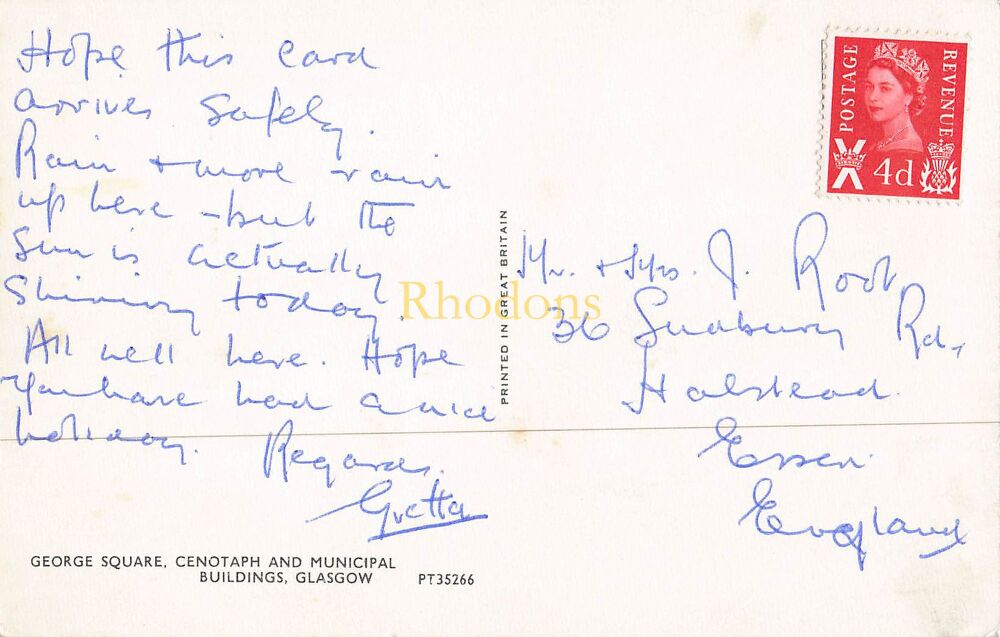 Hope this card
arrives safely.
Rain + more rain
up here - but the
sun is actually
shining today.
All well here. Hope
you have had a nice
holiday.
Regards.
Gretta
GEORGE SQUARE, CENOTAPH AND MUNICIPAL
BUILDINGS, GLASGOW PT35266
PRINTED IN GREAT BRITAIN
Rhodons
POSTAGE
REVENUE
4d
Mr. + Mrs. J. Root,
36 Sudbury Rd.,
Halstead.
Essex.
England